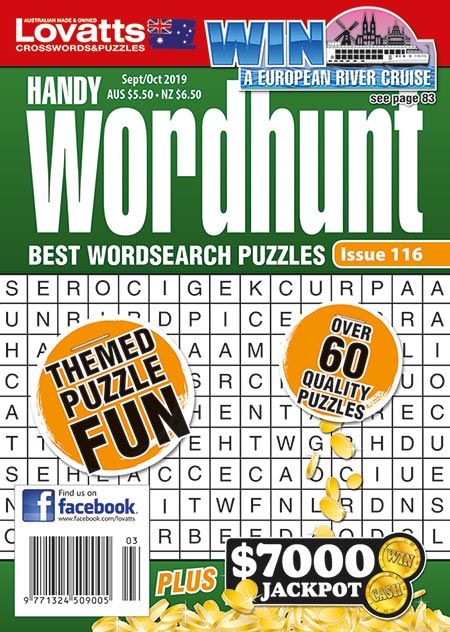 AUSTRALIAN MADE & OWNED
Lovatts
CROSSWORDS&PUZZLES
WIN
A EUROPEAN RIVER CRUISE
see page 83
Sept/Oct 2019
AUS $5.50 • NZ $6.50
HANDY
Wordhunt
BEST WORDSEARCH PUZZLES
Issue 116
S E R O C I G E K C U R P A A
U N R I R D P I C E R A
H A A A M L I
C S R C I U
A H E N T E C
T T E H T W G R H D U
S E H E A C C E C A O C I U E
N I T W F N L R D N S
C R B E E D A O D L
THEMED
PUZZLE
FUN
OVER
60
QUALITY
PUZZLES
Find us on
facebook.
www.facebook.com/lovatts
03
9 771324 509005
PLUS
$7000
JACKPOT
WIN
CASH